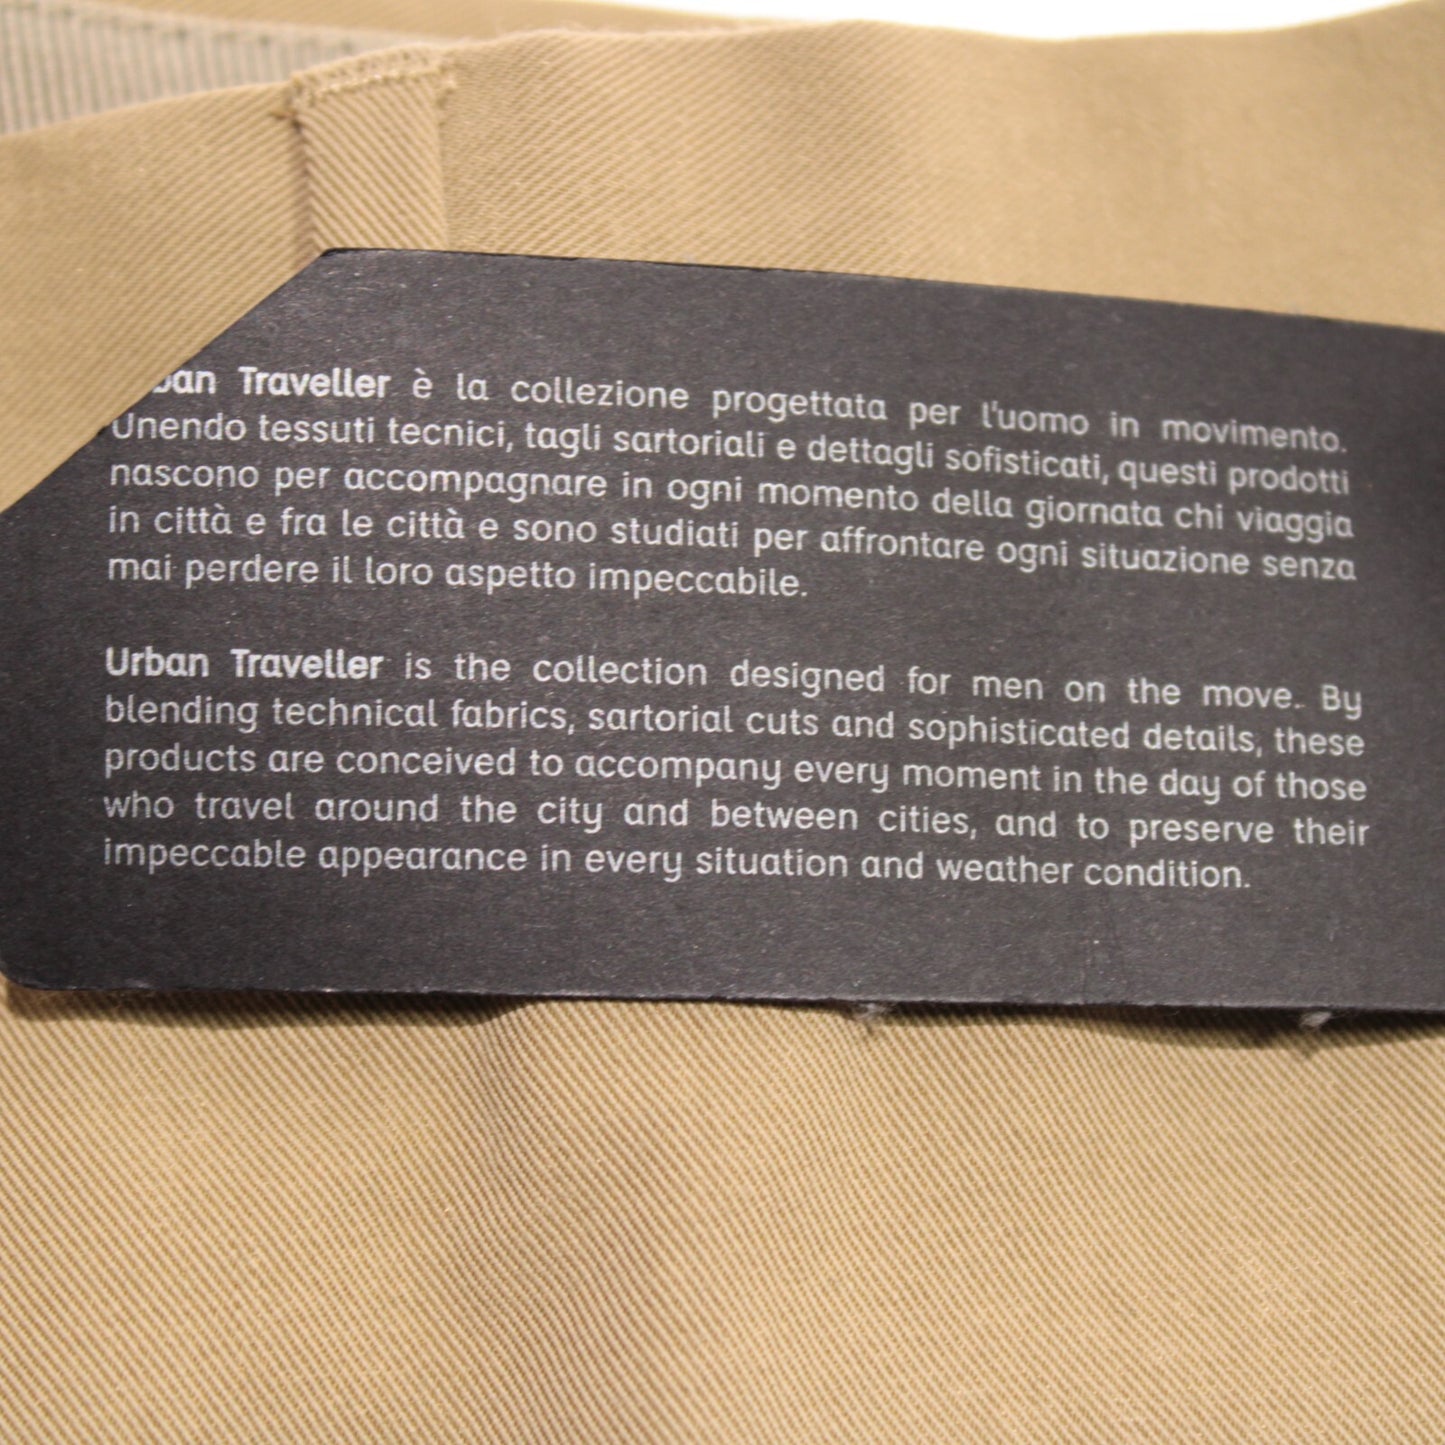 Urban Traveller è la collezione progettata per l'uomo in movimento.
Unendo tessuti tecnici, tagli sartoriali e dettagli sofisticati, questi prodotti
nascono per accompagnare in ogni momento della giornata chi viaggia
in città e fra le città e sono studiati per affrontare ogni situazione senza
mai perdere il loro aspetto impeccabile.
Urban Traveller is the collection designed for men on the move. By
blending technical fabrics, sartorial cuts and sophisticated details, these
products are conceived to accompany every moment in the day of those
who travel around the city and between cities, and to preserve their
impeccable appearance in every situation and weather condition.